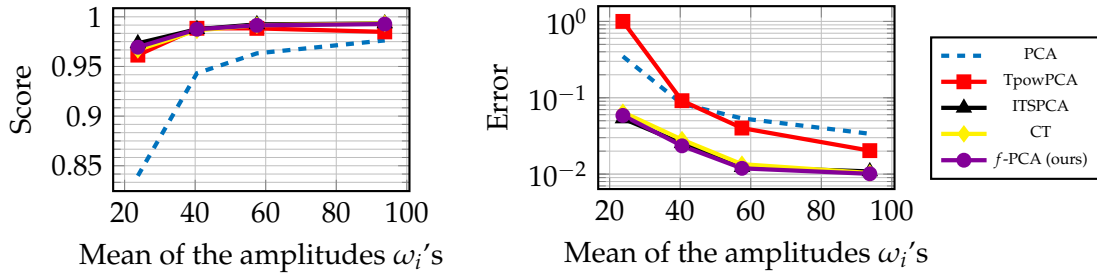 Score
1
0.95
0.9
0.85
20 40 60 80 100
Mean of the amplitudes ωᵢ's
Error
10⁰
10⁻¹
10⁻²
20 40 60 80 100
Mean of the amplitudes ωᵢ's
PCA
TpowPCA
ITSPCA
CT
f-PCA (ours)